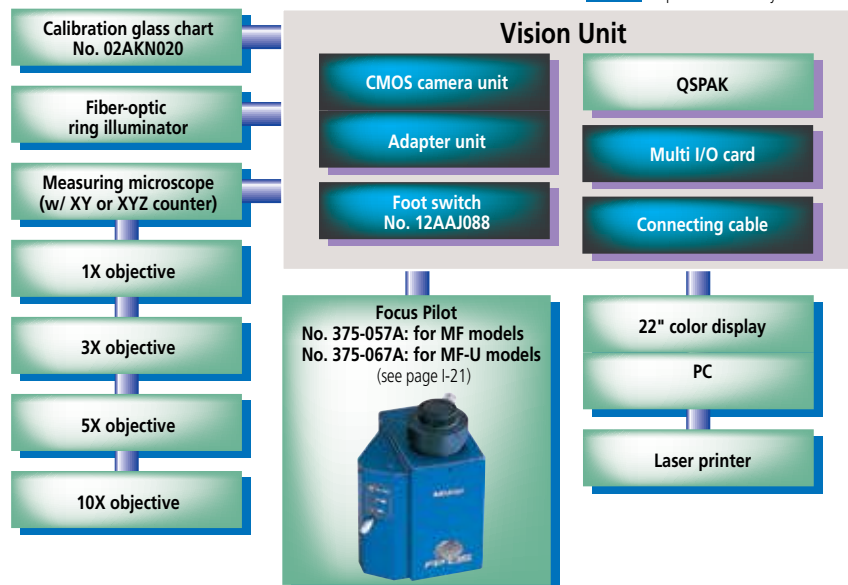 Calibration glass chart
No. 02AKN020
Fiber-optic
ring illuminator
Measuring microscope
(w/ XY or XYZ counter)
1X objective
3X objective
5X objective
10X objective
Vision Unit
CMOS camera unit
Adapter unit
Foot switch
No. 12AAJ088
QSPAK
Multi I/O card
Connecting cable
Focus Pilot
No. 375-057A: for MF models
No. 375-067A: for MF-U models
(see page I-21)
22" color display
PC
Laser printer